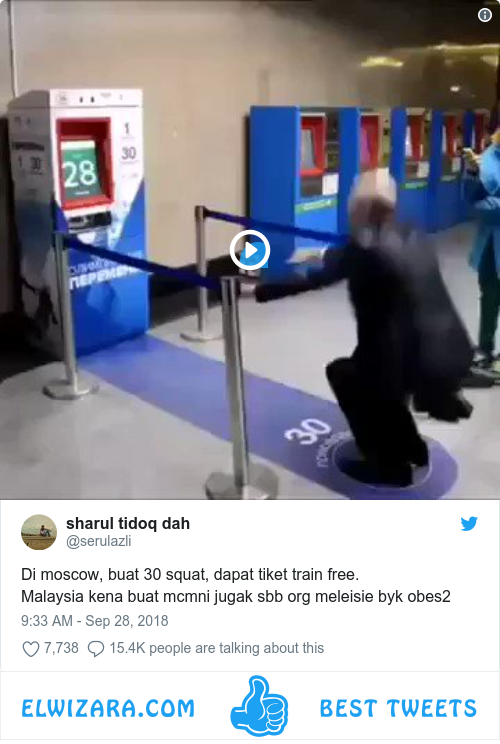 28
1
30
30
ПЕРЕМЕН
30
sharul tidoq dah
@serulazli
Di moscow, buat 30 squat, dapat tiket train free.
Malaysia kena buat mcmni jugak sbb org meleisie byk obes2
9:33 AM - Sep 28, 2018
7,738 15.4K people are talking about this
ELWIZARA.COM BEST TWEETS